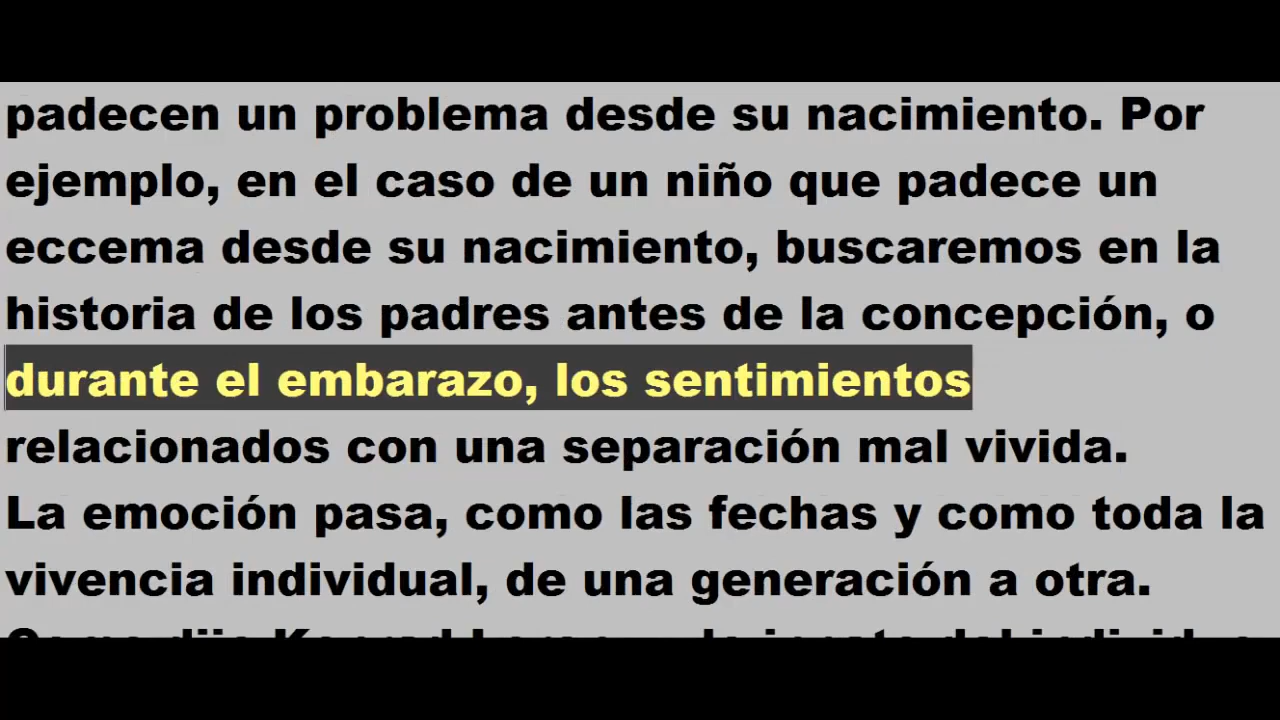 padecen un problema desde su nacimiento. Por
ejemplo, en el caso de un niño que padece un
eccema desde su nacimiento, buscaremos en la
historia de los padres antes de la concepción, o
durante el embarazo, los sentimientos
relacionados con una separación mal vivida.
La emoción pasa, como las fechas y como toda la
vivencia individual, de una generación a otra.
Como dijo Konrad